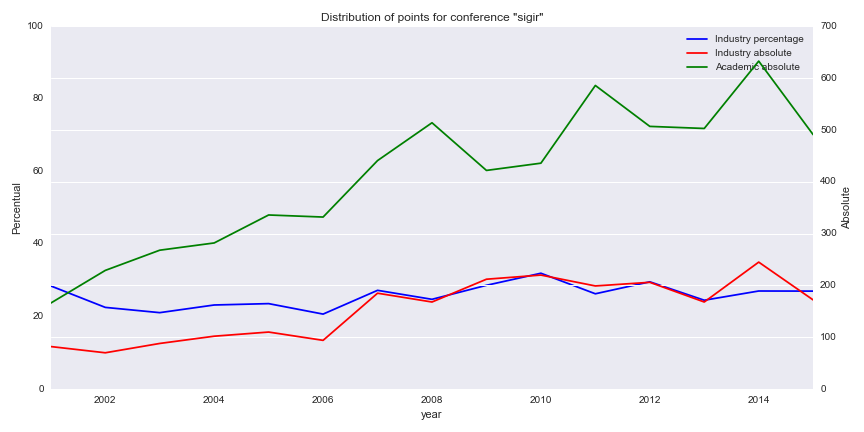 Distribution of points for conference "sigir"
Industry percentage
Industry absolute
Academic absolute
Percentual
100
80
60
40
20
0
700
600
500
400
300
200
100
0
Absolute
2002 2004 2006 2008 2010 2012 2014
year